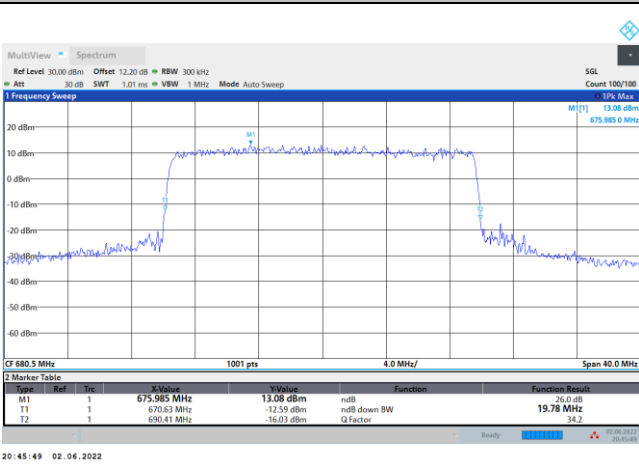 MultiView Spectrum
Ref Level 30.00 dBm Offset 12.20 dB RBW 300 kHz SGL
Att 30 dB SWT 1.01 ms VBW 1 MHz Mode Auto Sweep Count 100/100
1 Frequency Sweep 1Pk Max
M1[1] 13.08 dBm
675.985 0 MHz
20 dBm
M1
10 dBm
0 dBm
T1
T2
-10 dBm
-20 dBm
-30 dBm
-40 dBm
-50 dBm
-60 dBm
CF 680.5 MHz 1001 pts 4.0 MHz/ Span 40.0 MHz
2 Marker Table
Type Ref Trc X-Value Y-Value Function Function Result
M1 1 675.985 MHz 13.08 dBm ndB 26.0 dB
T1 1 670.63 MHz -12.59 dBm ndB down BW 19.78 MHz
T2 1 690.41 MHz -16.03 dBm Q Factor 34.2
Ready 02.06.2022
20:45:49
20:45:49 02.06.2022